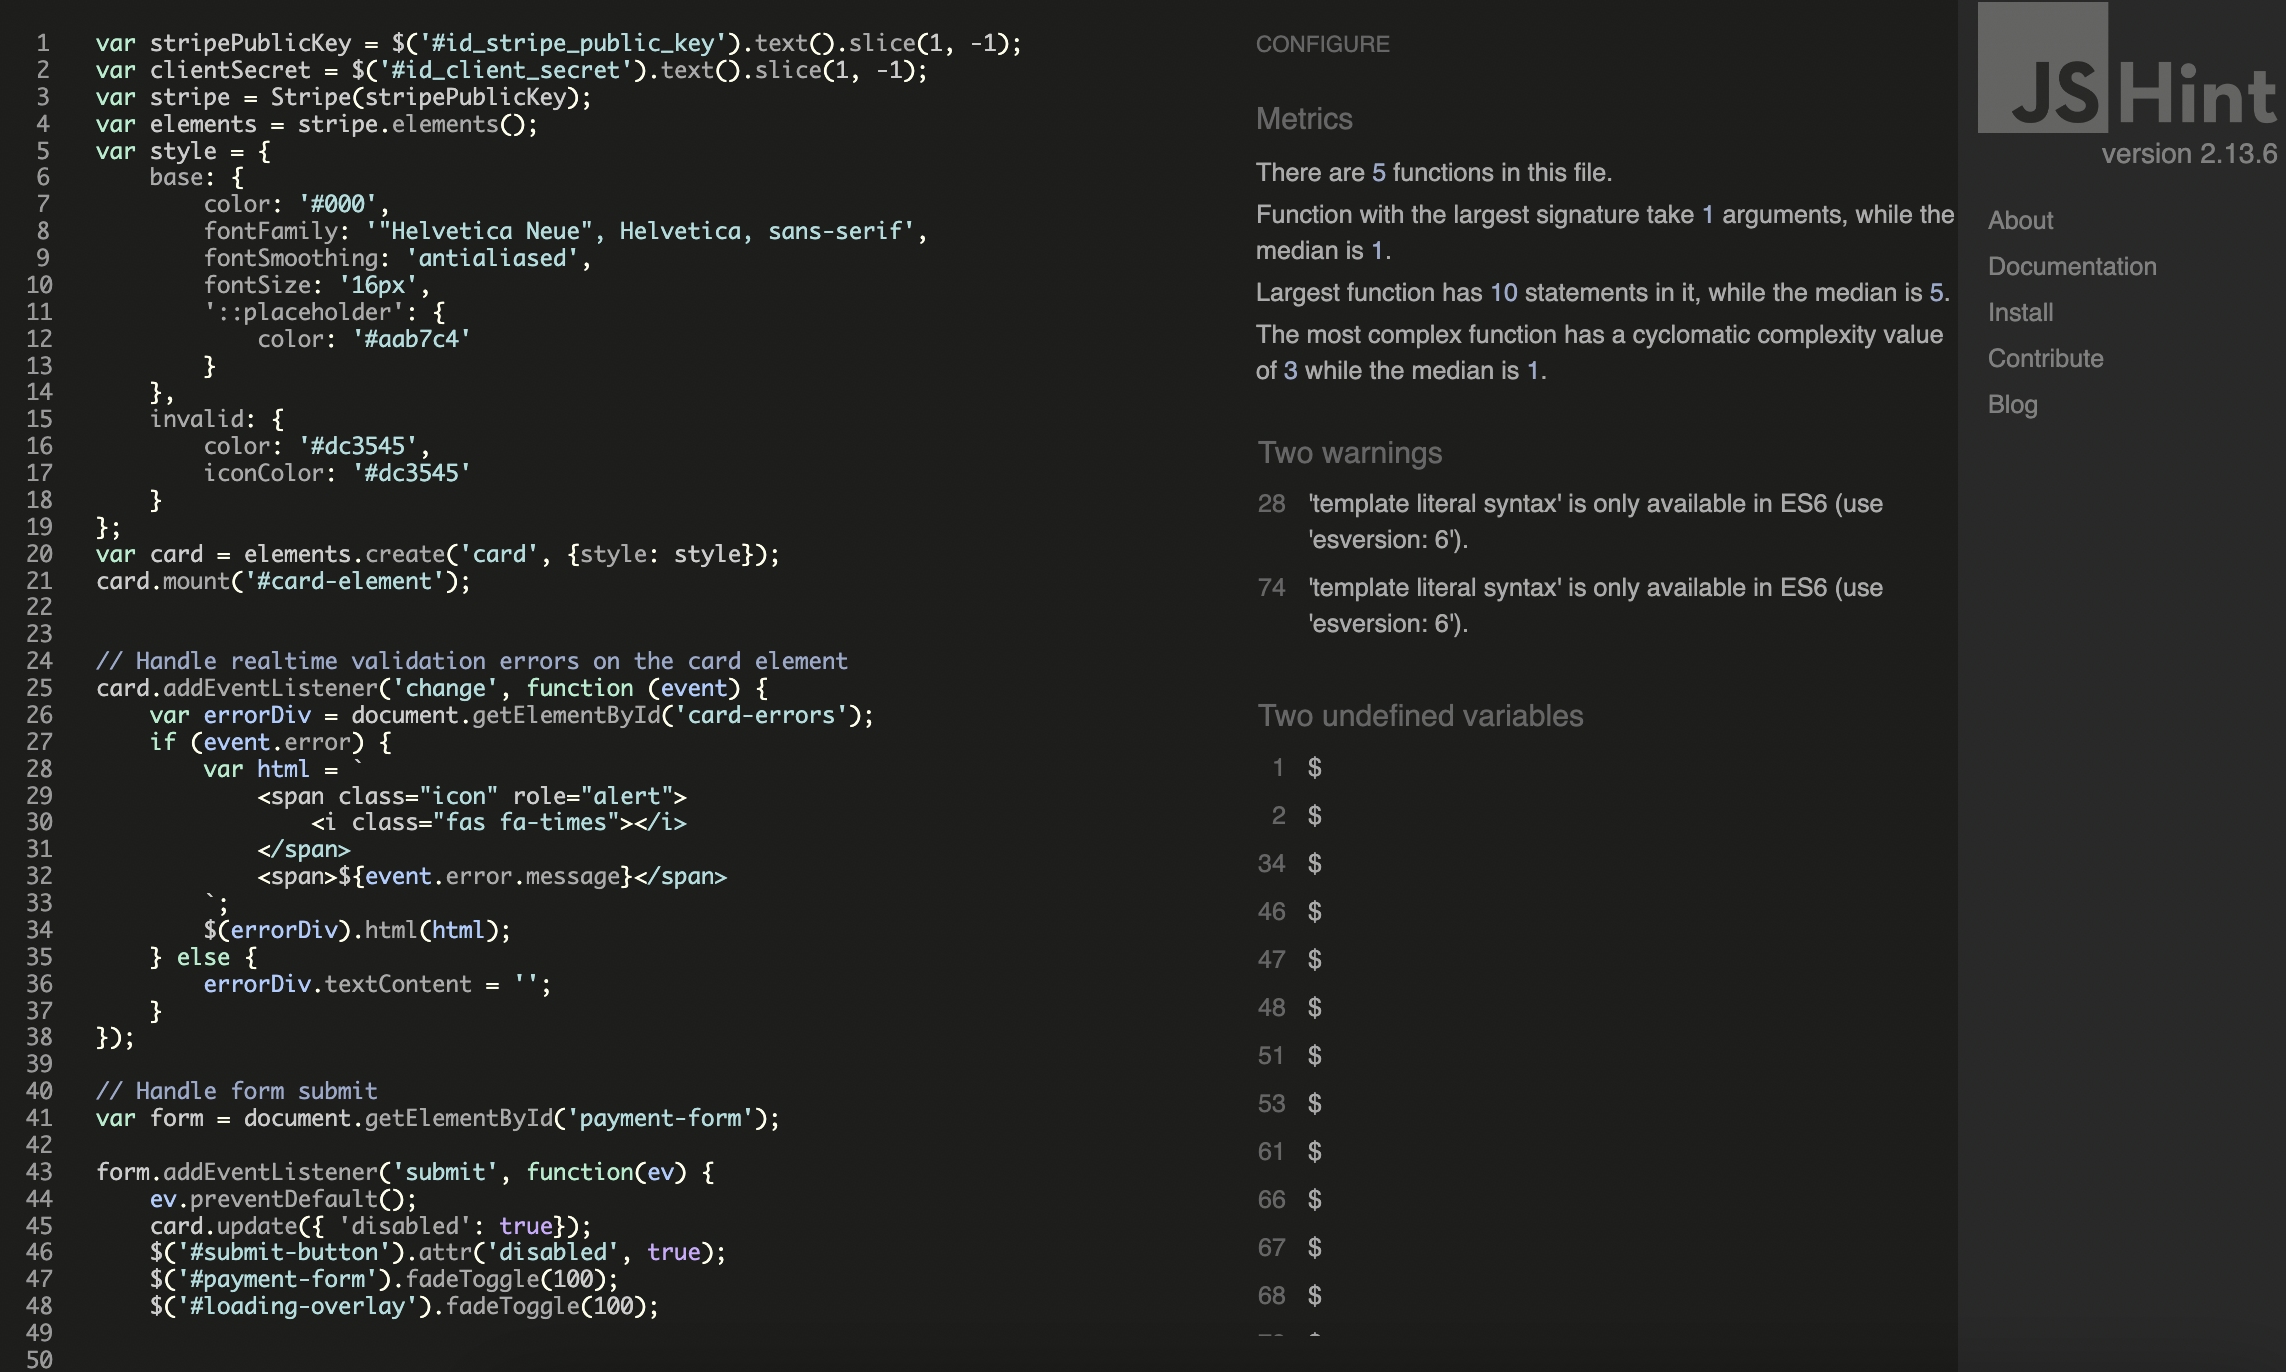 1 var stripePublicKey = $('#id_stripe_public_key').text().slice(1, -1);
2 var clientSecret = $('#id_client_secret').text().slice(1, -1);
3 var stripe = Stripe(stripePublicKey);
4 var elements = stripe.elements();
5 var style = {
6     base: {
7         color: '#000',
8         fontFamily: '"Helvetica Neue", Helvetica, sans-serif',
9         fontSmoothing: 'antialiased',
10         fontSize: '16px',
11         '::placeholder': {
12             color: '#aab7c4'
13         }
14     },
15     invalid: {
16         color: '#dc3545',
17         iconColor: '#dc3545'
18     }
19 };
20 var card = elements.create('card', {style: style});
21 card.mount('#card-element');
22
23
24 // Handle realtime validation errors on the card element
25 card.addEventListener('change', function (event) {
26     var errorDiv = document.getElementById('card-errors');
27     if (event.error) {
28         var html = `
29             <span class="icon" role="alert">
30                 <i class="fas fa-times"></i>
31             </span>
32             <span>${event.error.message}</span>
33         `;
34         $(errorDiv).html(html);
35     } else {
36         errorDiv.textContent = '';
37     }
38 });
39
40 // Handle form submit
41 var form = document.getElementById('payment-form');
42
43 form.addEventListener('submit', function(ev) {
44     ev.preventDefault();
45     card.update({ 'disabled': true});
46     $('#submit-button').attr('disabled', true);
47     $('#payment-form').fadeToggle(100);
48     $('#loading-overlay').fadeToggle(100);
49
50
CONFIGURE
Metrics
There are 5 functions in this file.
Function with the largest signature take 1 arguments, while the
median is 1.
Largest function has 10 statements in it, while the median is 5.
The most complex function has a cyclomatic complexity value
of 3 while the median is 1.
Two warnings
28 'template literal syntax' is only available in ES6 (use
'esversion: 6').
74 'template literal syntax' is only available in ES6 (use
'esversion: 6').
Two undefined variables
1 $
2 $
34 $
46 $
47 $
48 $
51 $
53 $
61 $
66 $
67 $
68 $
JSHint
version 2.13.6
About
Documentation
Install
Contribute
Blog